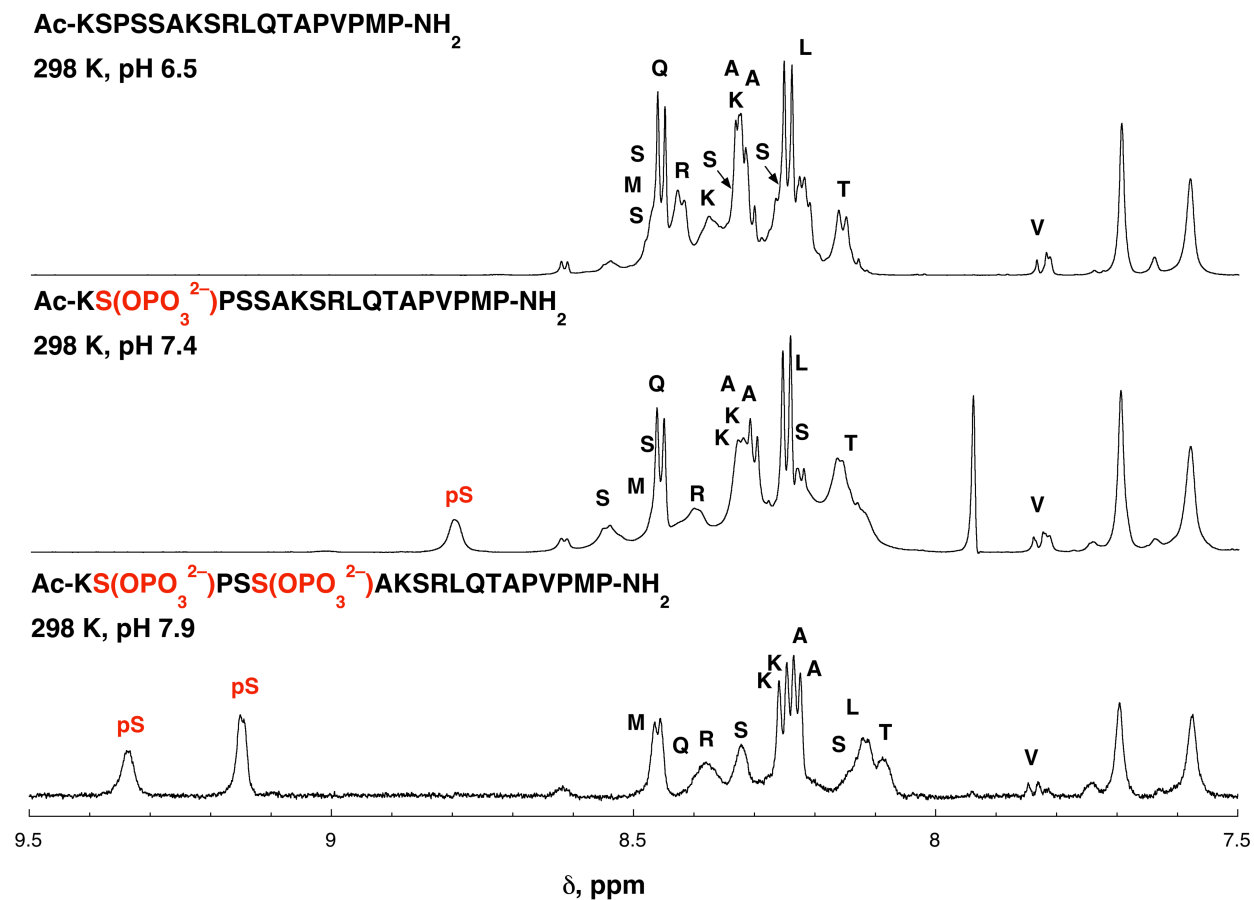 Ac-KSPSSAKSRLQTAPVPMP-NH2
298 K, pH 6.5
Q
A
A
K
L
S
M
S
R
K
S
S
T
V
Ac-KS(OPO3 2–)PSSAKSRLQTAPVPMP-NH2
298 K, pH 7.4
pS
S
Q
S
M
R
A
A
K
K
L
S
T
V
Ac-KS(OPO3 2–)PSS(OPO3 2–)AKSRLQTAPVPMP-NH2
298 K, pH 7.9
pS
pS
M
Q
R
S
K
K
A
A
L
S
T
V
9.5 9 8.5 8 7.5
δ, ppm